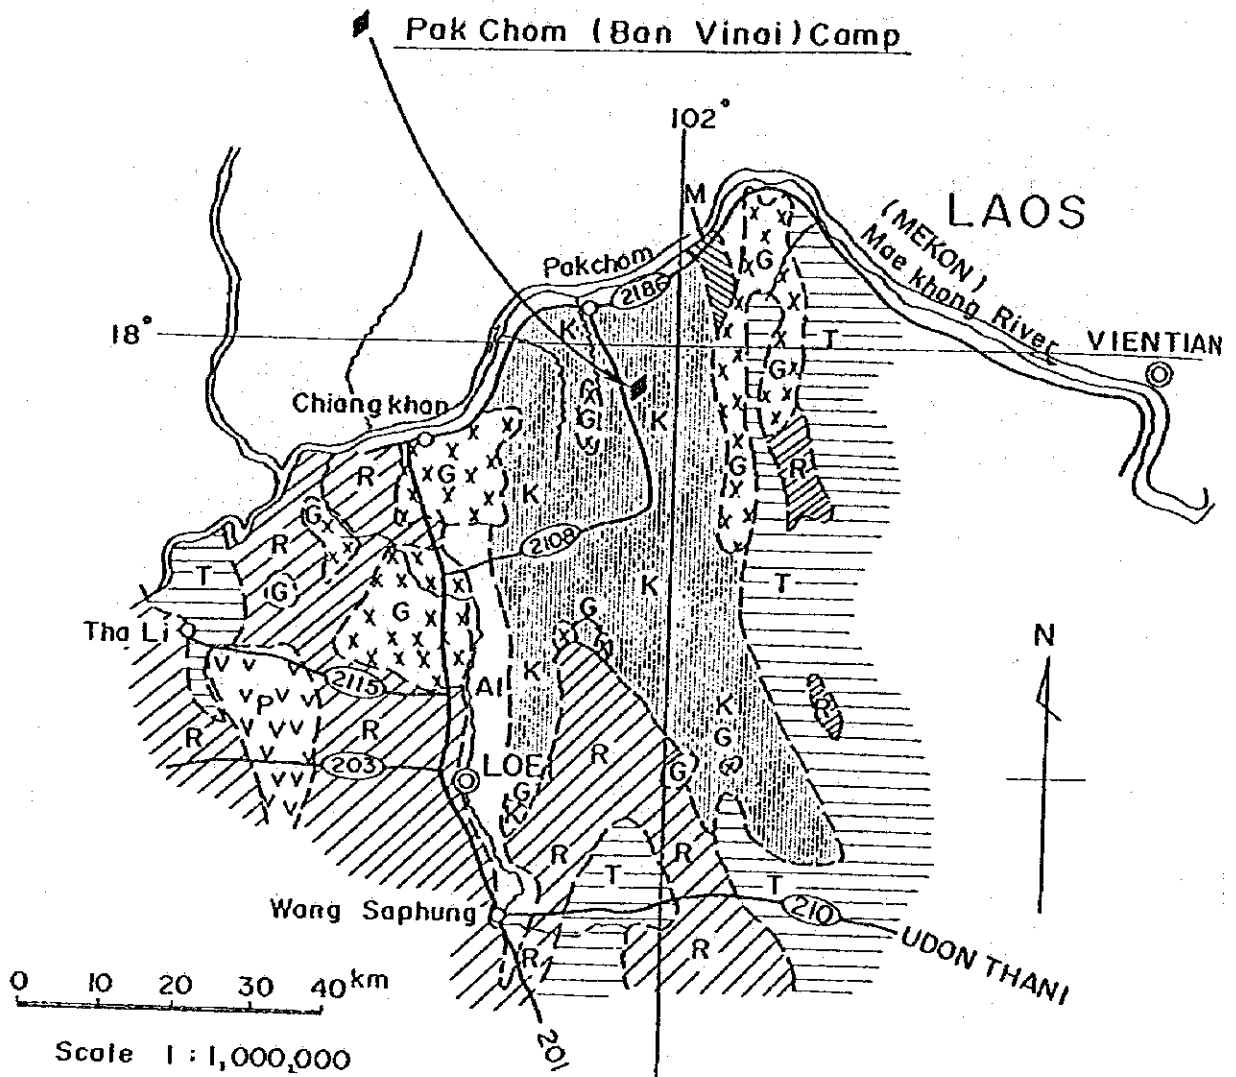 Pak Chom (Ban Vinai) Camp
102°
M
LAOS
(MEKON)
Mae khong River
Pakchom
2186
G
18°
K
T
VIENTIAN
G
Chiangkhan
G
K
R
G
G
R
K
G
2108
R
T
G
K
T
G
G
Tha Li
N
2115
Al
K
P
K
R
R
G
R
203
LOE
G
G
R
R
T
T
Wang Saphung
210
R
R
UDON THANI
0 10 20 30 40 km
201
Scale 1 : 1,000,000